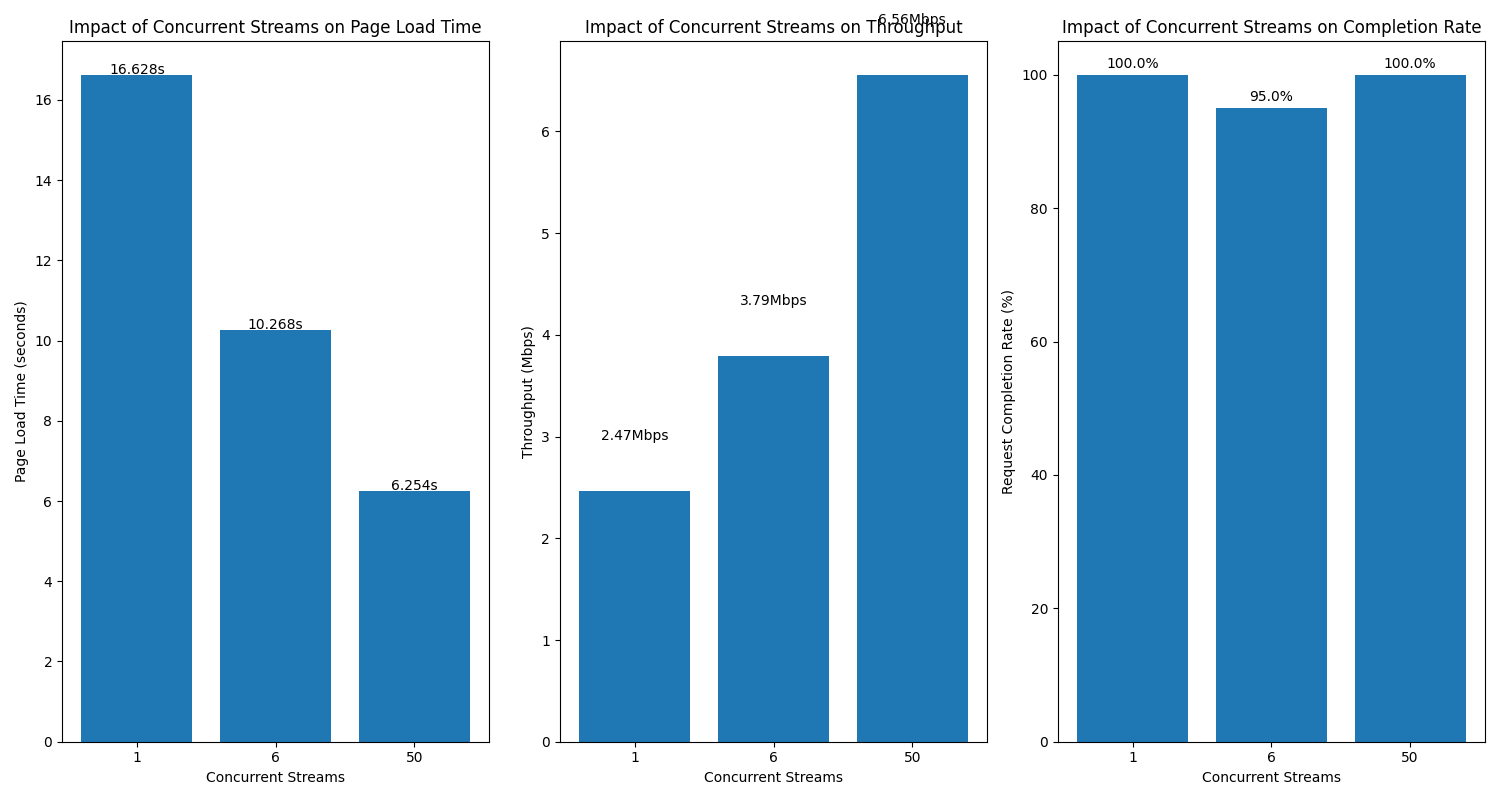 Impact of Concurrent Streams on Page Load Time
16.628s
10.268s
6.254s
16
14
12
10
8
6
4
2
0
Page Load Time (seconds)
1
6
50
Concurrent Streams
Impact of Concurrent Streams on Throughput
6.56Mbps
3.79Mbps
2.47Mbps
6
5
4
3
2
1
0
Throughput (Mbps)
1
6
50
Concurrent Streams
Impact of Concurrent Streams on Completion Rate
100.0%
95.0%
100.0%
100
80
60
40
20
0
Request Completion Rate (%)
1
6
50
Concurrent Streams